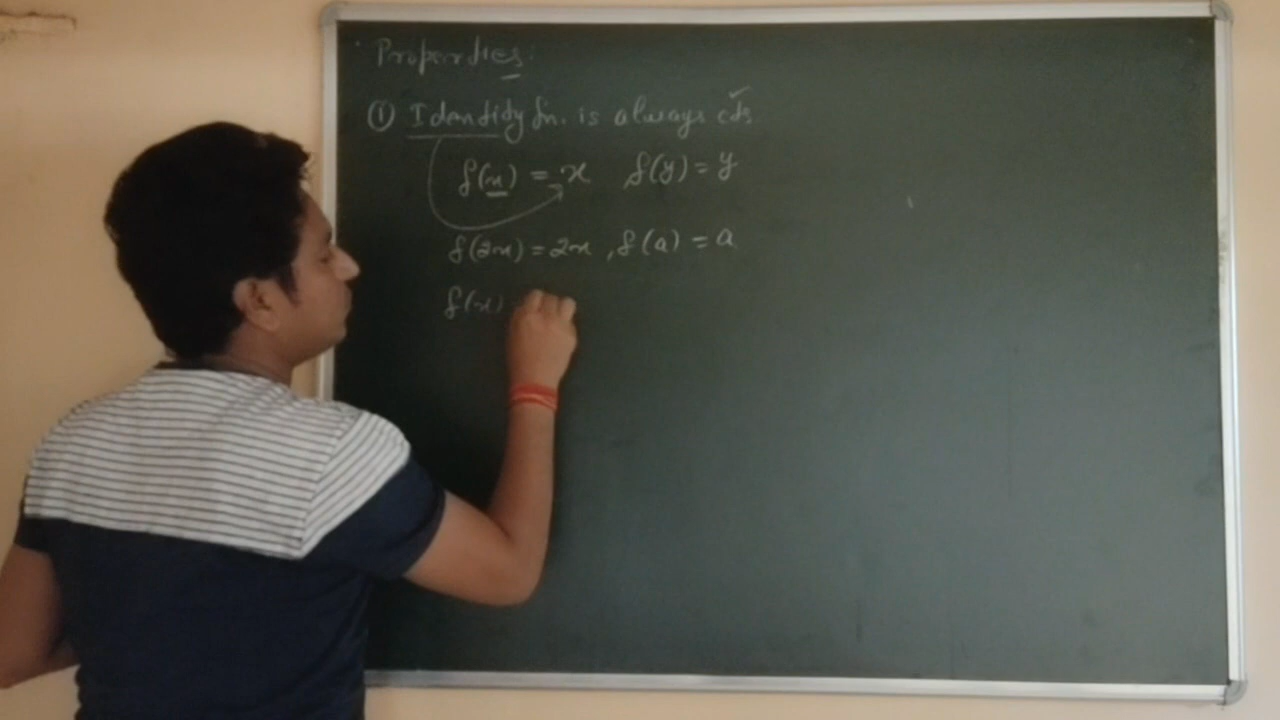 Properties:
① Identity fn. is always cts
f(x) = x f(y) = y
f(2x) = 2x , f(a) = a
f(x) =